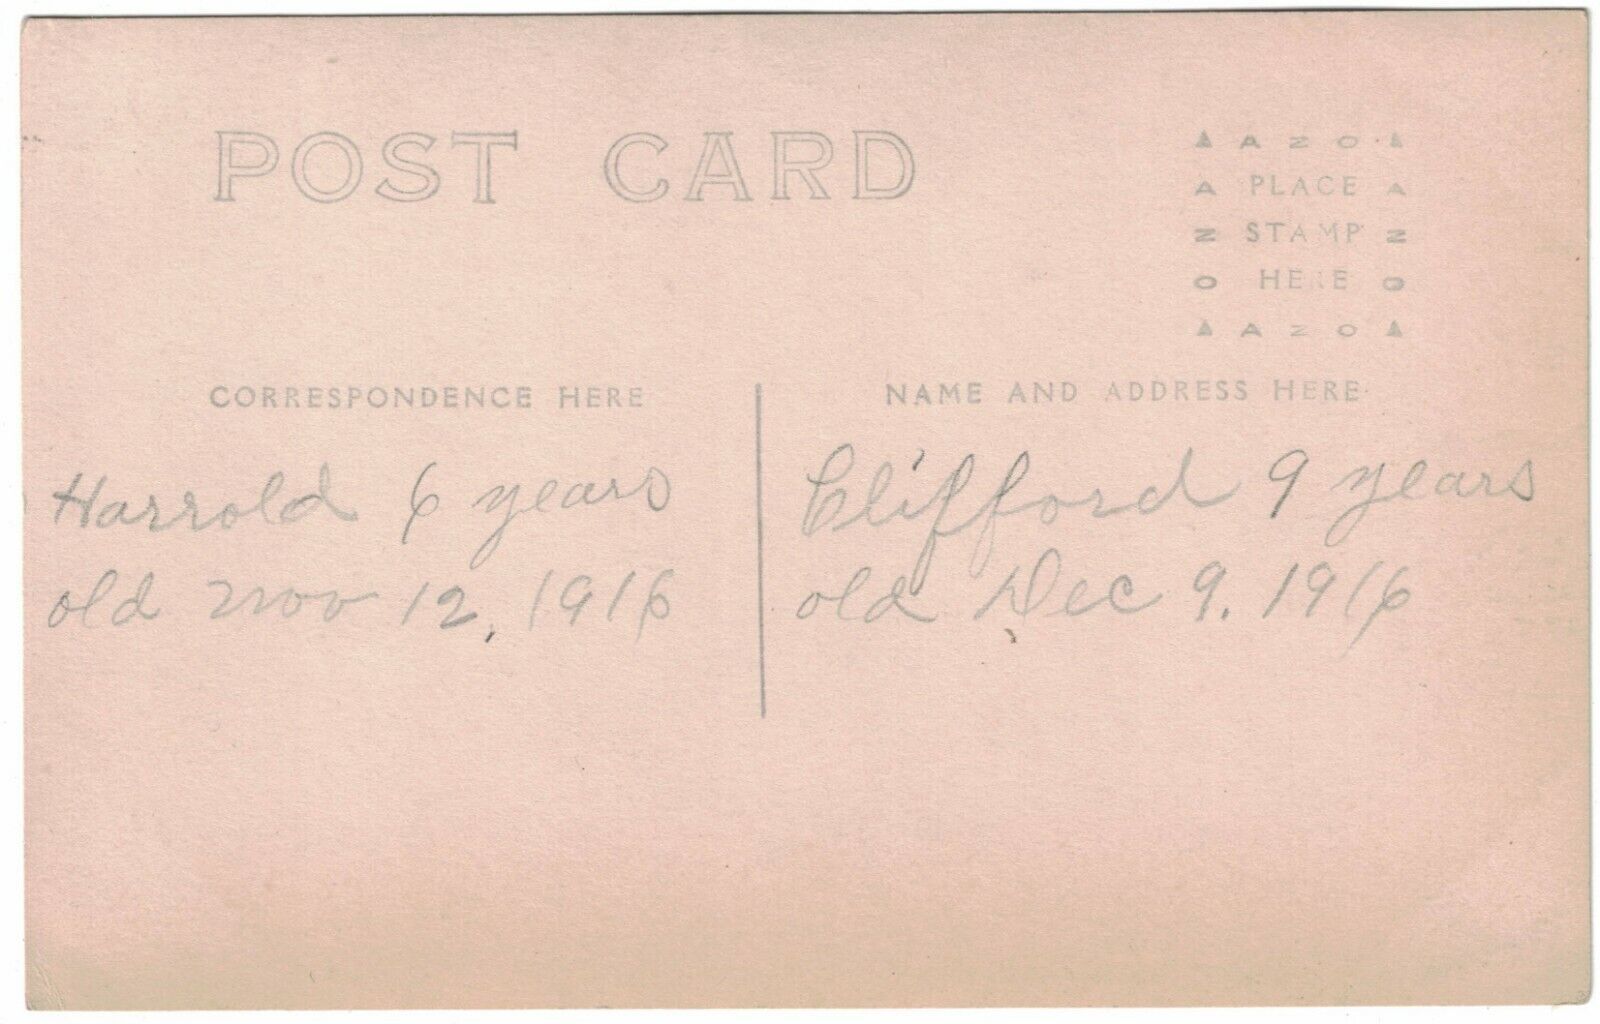 POST CARD
▲ AZO ▲
A PLACE A
Z STAMP Z
O HERE O
▲ AZO ▲
CORRESPONDENCE HERE
NAME AND ADDRESS HERE
Harrold 6 years
old Nov 12, 1916
Clifford 9 years
old Dec 9. 1916